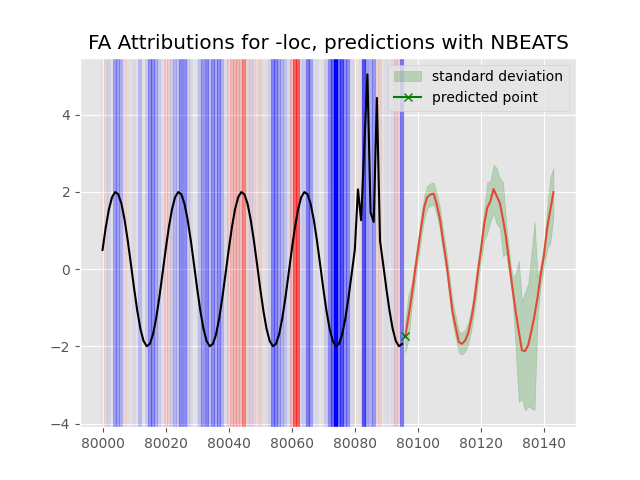 FA Attributions for -loc, predictions with NBEATS
standard deviation
predicted point
4
2
0
−2
−4
80000 80020 80040 80060 80080 80100 80120 80140